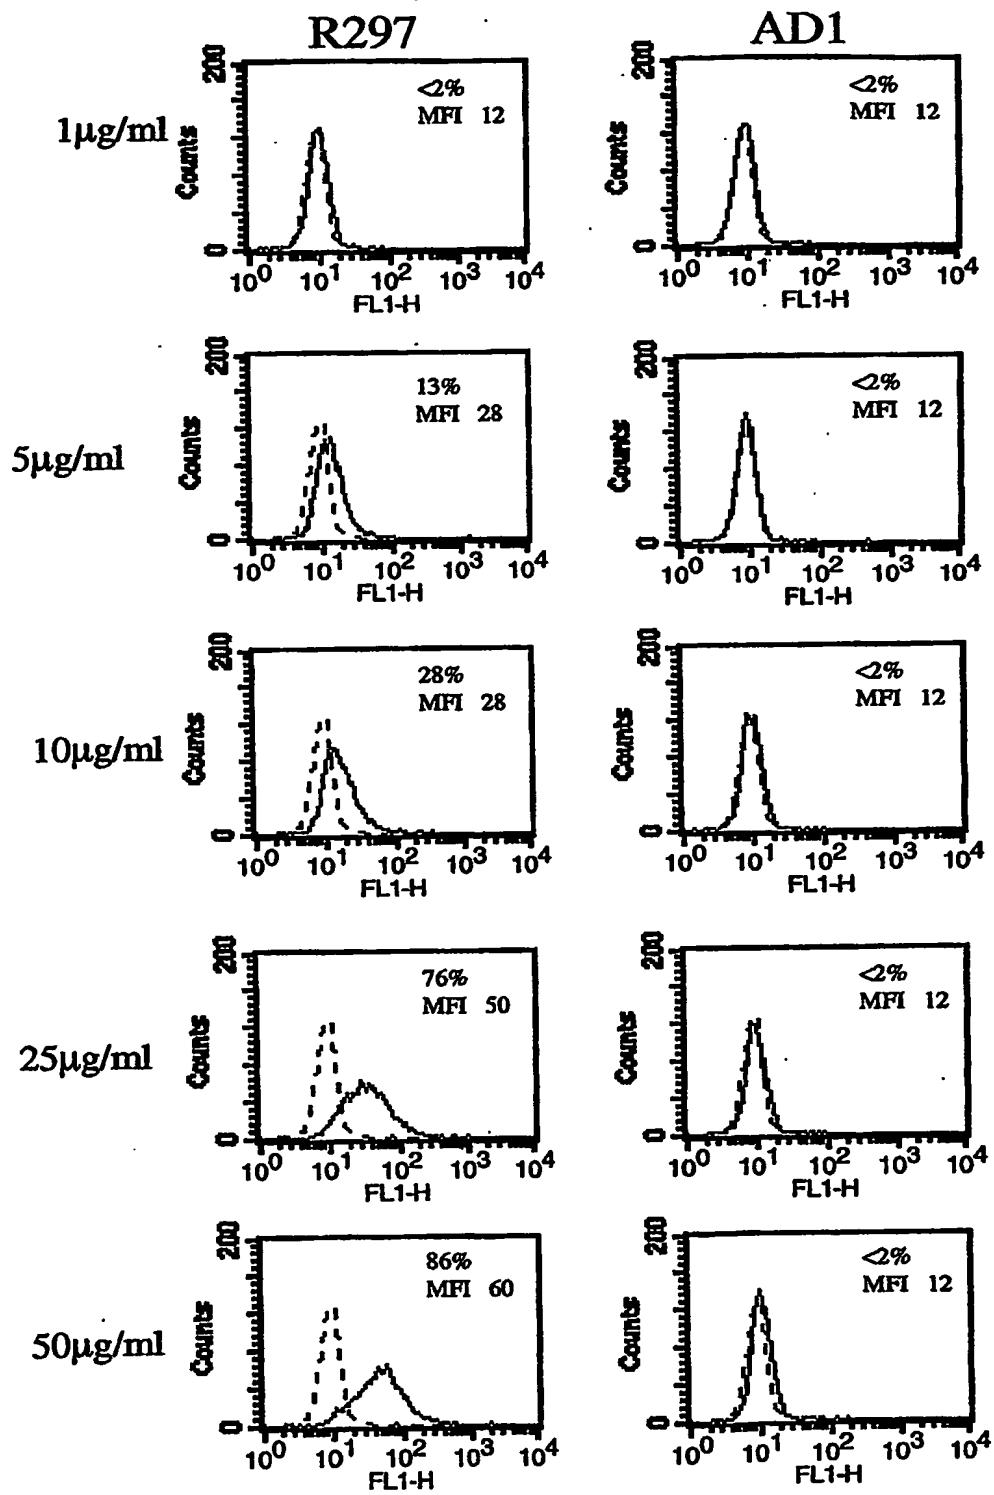 R297
AD1
1µg/ml
200
Counts
0
<2%
MFI 12
10⁰ 10¹ 10² 10³ 10⁴
FL1-H
200
Counts
0
<2%
MFI 12
10⁰ 10¹ 10² 10³ 10⁴
FL1-H
5µg/ml
200
Counts
0
13%
MFI 28
10⁰ 10¹ 10² 10³ 10⁴
FL1-H
200
Counts
0
<2%
MFI 12
10⁰ 10¹ 10² 10³ 10⁴
FL1-H
10µg/ml
200
Counts
0
28%
MFI 28
10⁰ 10¹ 10² 10³ 10⁴
FL1-H
200
Counts
0
<2%
MFI 12
10⁰ 10¹ 10² 10³ 10⁴
FL1-H
25µg/ml
200
Counts
0
76%
MFI 50
10⁰ 10¹ 10² 10³ 10⁴
FL1-H
200
Counts
0
<2%
MFI 12
10⁰ 10¹ 10² 10³ 10⁴
FL1-H
50µg/ml
200
Counts
0
86%
MFI 60
10⁰ 10¹ 10² 10³ 10⁴
FL1-H
200
Counts
0
<2%
MFI 12
10⁰ 10¹ 10² 10³ 10⁴
FL1-H